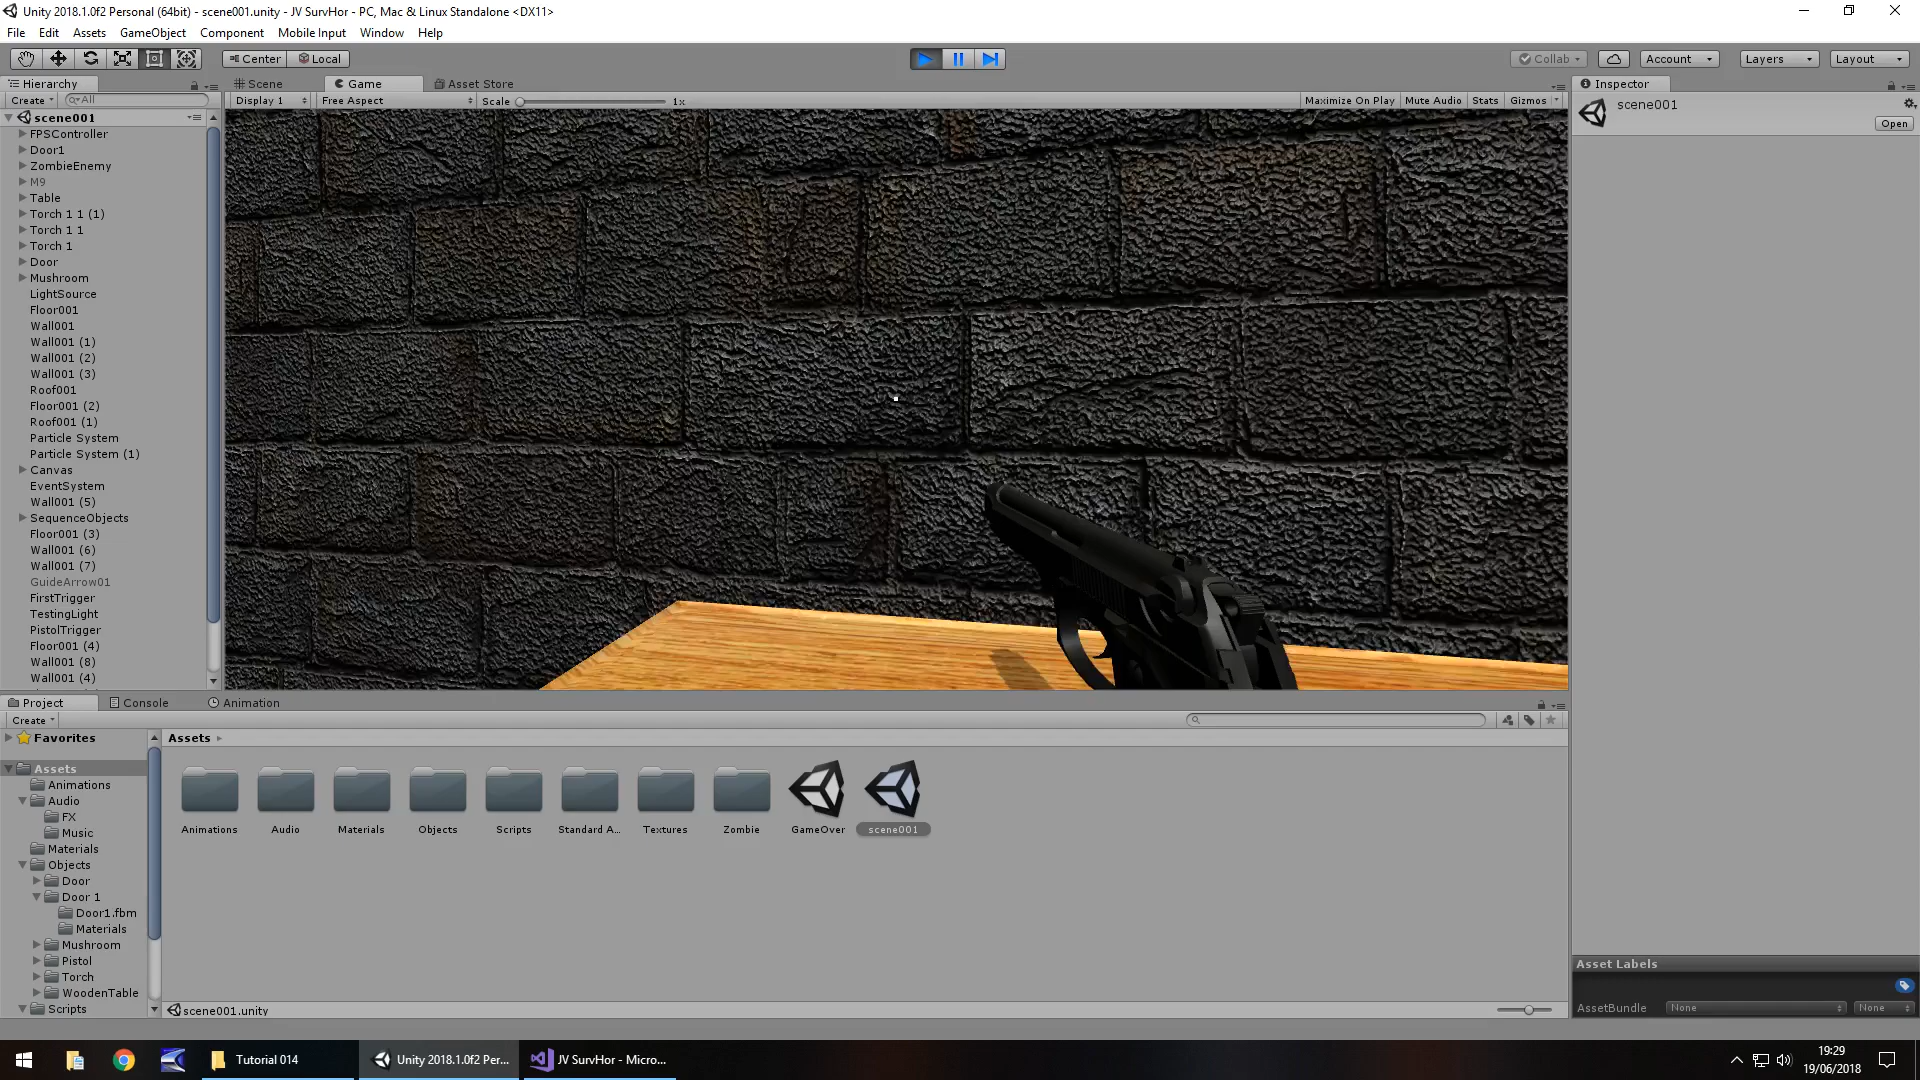 Unity 2018.1.0f2 Personal (64bit) - scene001.unity - JV SurvHor - PC, Mac & Linux Standalone <DX11>
File Edit Assets GameObject Component Mobile Input Window Help
Center Local Collab Account Layers Layout
Hierarchy Scene Game Asset Store Inspector
Create All Display 1 Free Aspect Scale 1x Maximize On Play Mute Audio Stats Gizmos
scene001
Open
scene001
FPSController
Door1
ZombieEnemy
M9
Table
Torch 1 1 (1)
Torch 1 1
Torch 1
Door
Mushroom
LightSource
Floor001
Wall001
Wall001 (1)
Wall001 (2)
Wall001 (3)
Roof001
Floor001 (2)
Roof001 (1)
Particle System
Particle System (1)
Canvas
EventSystem
Wall001 (5)
SequenceObjects
Floor001 (3)
Wall001 (6)
Wall001 (7)
GuideArrow01
FirstTrigger
TestingLight
PistolTrigger
Floor001 (4)
Wall001 (8)
Wall001 (4)
Project Console Animation
Create
Favorites
Assets
Animations
Audio
FX
Music
Materials
Objects
Door
Door 1
Door1.fbm
Materials
Mushroom
Pistol
Torch
WoodenTable
Scripts
Assets
Animations Audio Materials Objects Scripts Standard A... Textures Zombie GameOver scene001
scene001.unity
Asset Labels
AssetBundle None None
Tutorial 014 Unity 2018.1.0f2 Per... JV SurvHor - Micro...
19:29
19/06/2018